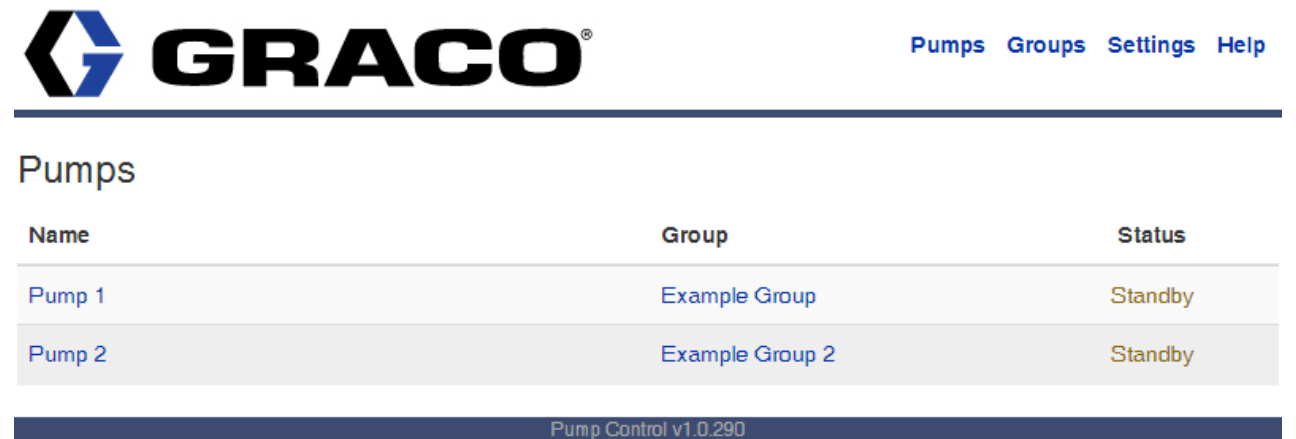 GRACO®
Pumps Groups Settings Help
Pumps
Name Group Status
Pump 1 Example Group Standby
Pump 2 Example Group 2 Standby
Pump Control v1.0.290